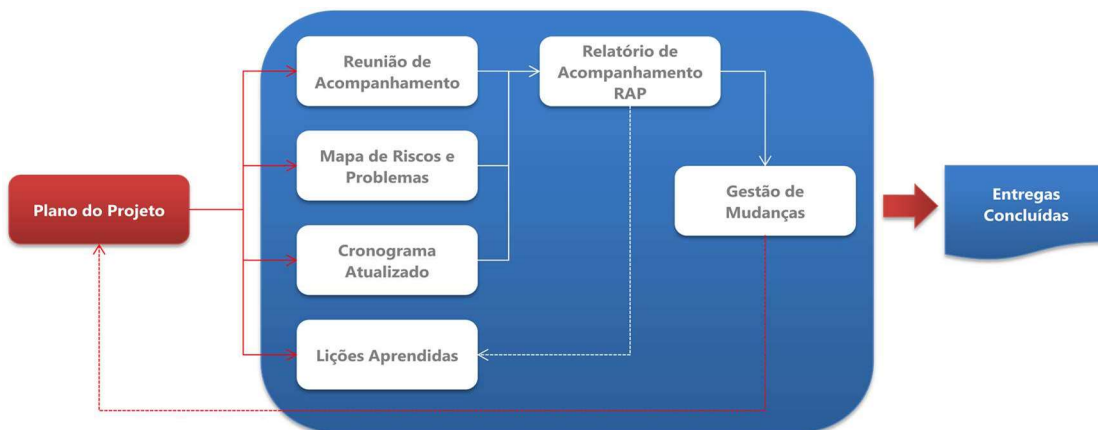 Reunião de
Acompanhamento
Relatório de
Acompanhamento
RAP
Mapa de Riscos e
Problemas
Plano do Projeto
Gestão de
Mudanças
Entregas
Concluídas
Cronograma
Atualizado
Lições Aprendidas